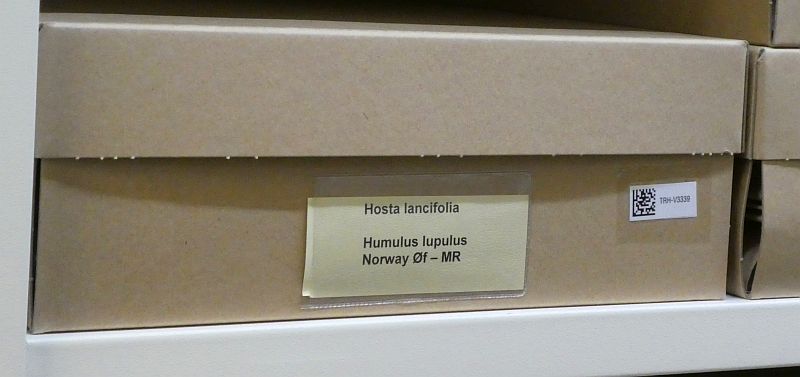 Hosta lancifolia
Humulus lupulus
Norway Øf – MR
TRH-V3339